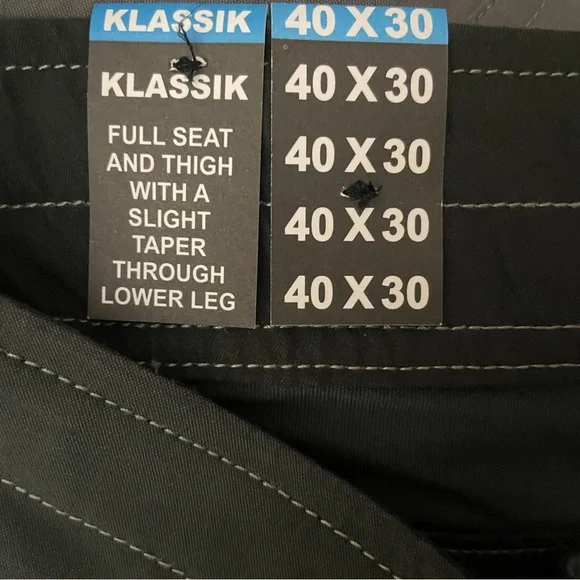 KLASSIK
KLASSIK
FULL SEAT
AND THIGH
WITH A
SLIGHT
TAPER
THROUGH
LOWER LEG
40 X 30
40 X 30
40 X 30
40 X 30
40 X 30